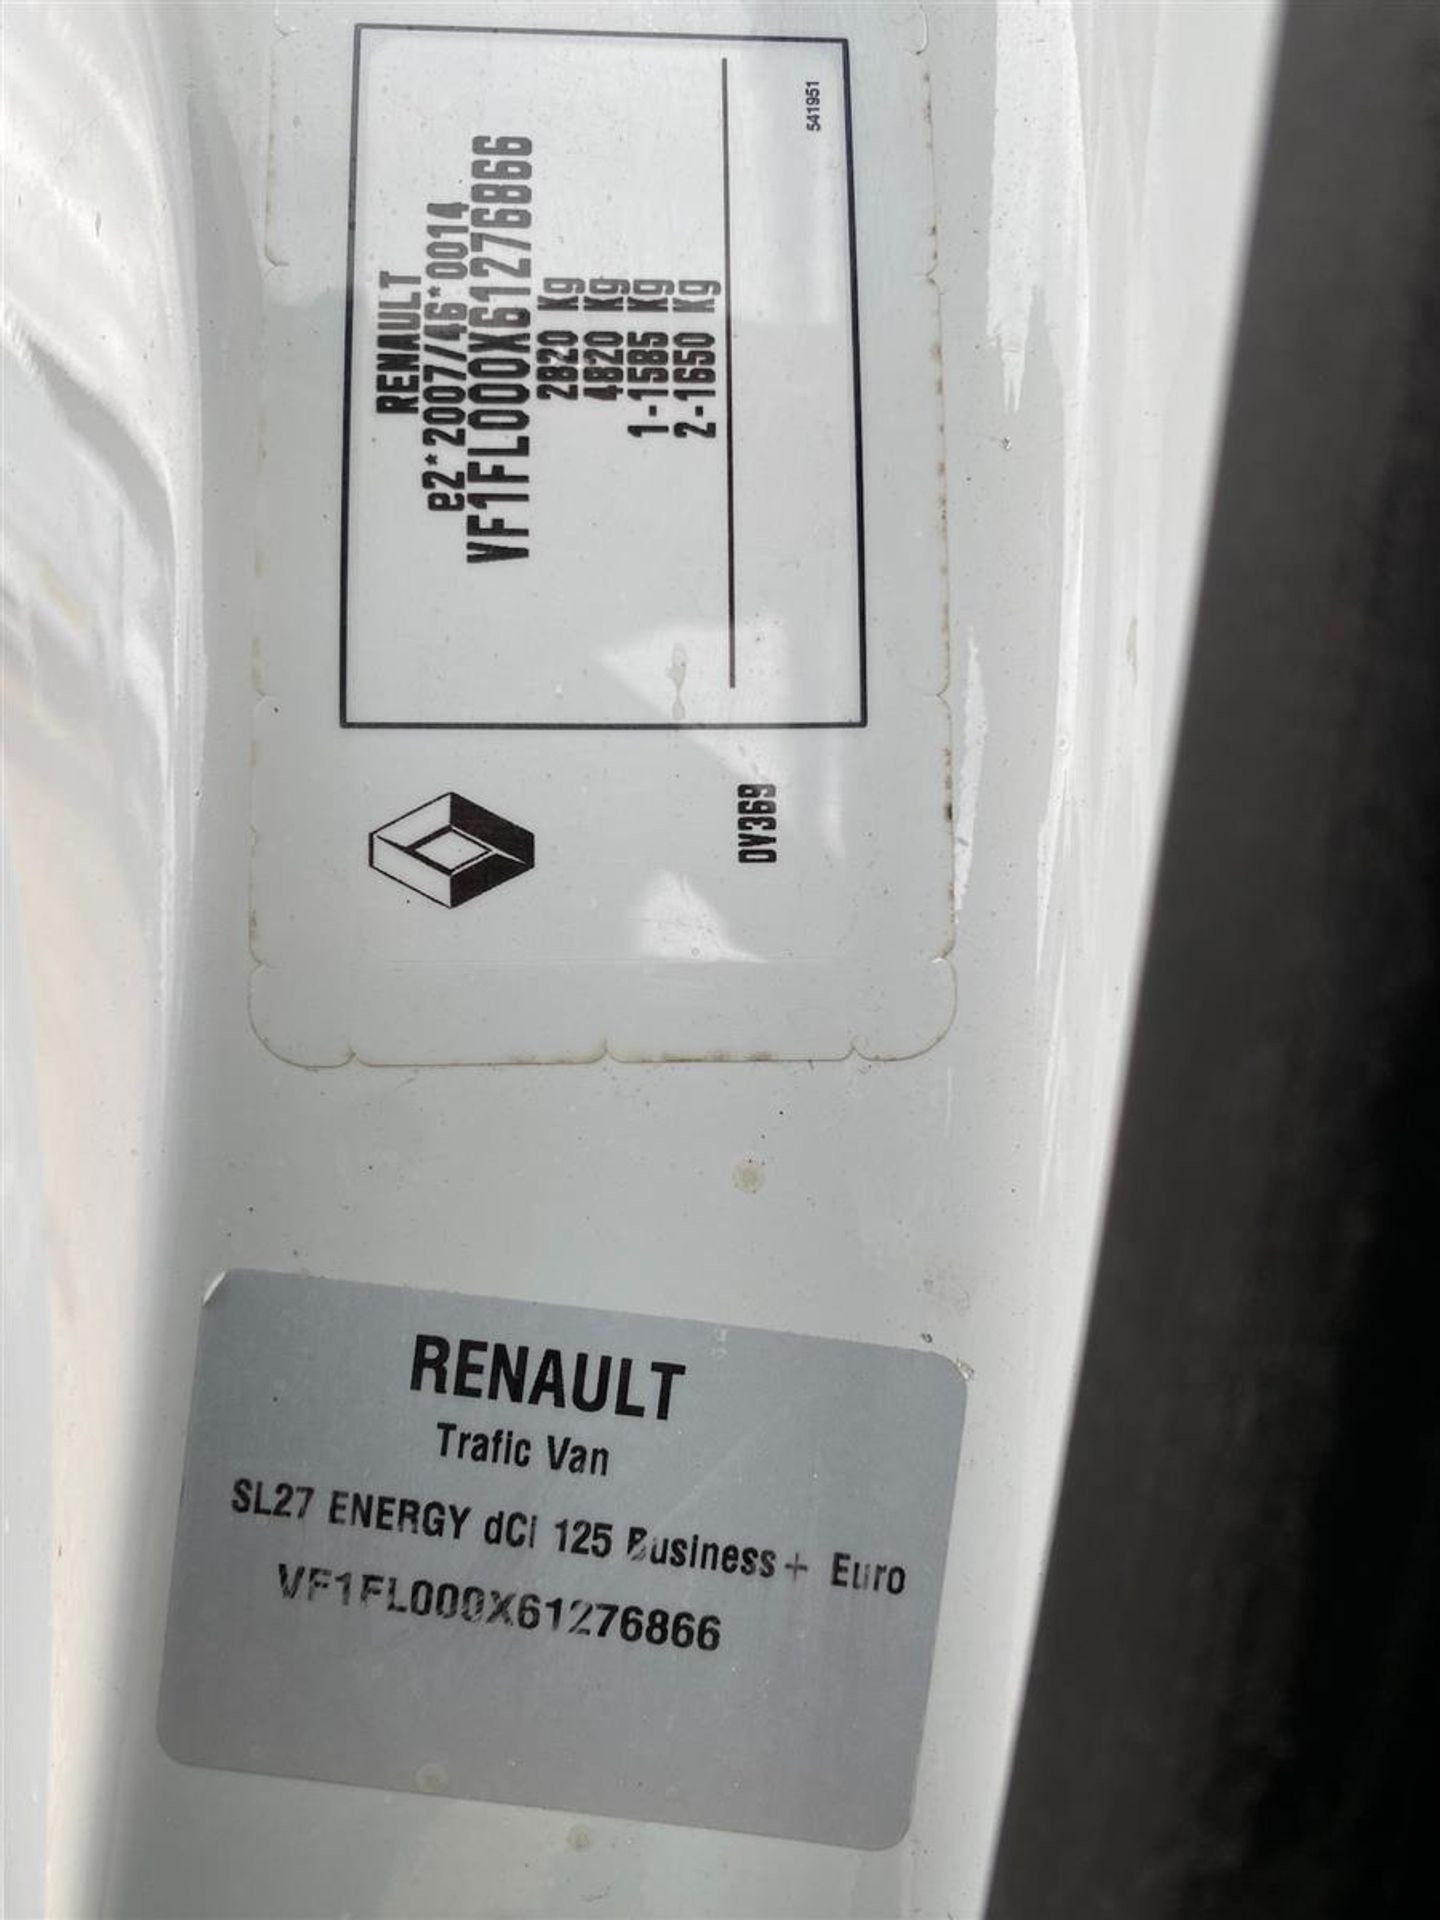 RENAULT
e2*2007/46*0014
VF1FL000X61276866
2820 Kg
4820 Kg
1-1585 Kg
2-1650 Kg
541951
DV369
RENAULT
Trafic Van
SL27 ENERGY dCi 125 Business+ Euro
VF1FL000X61276866